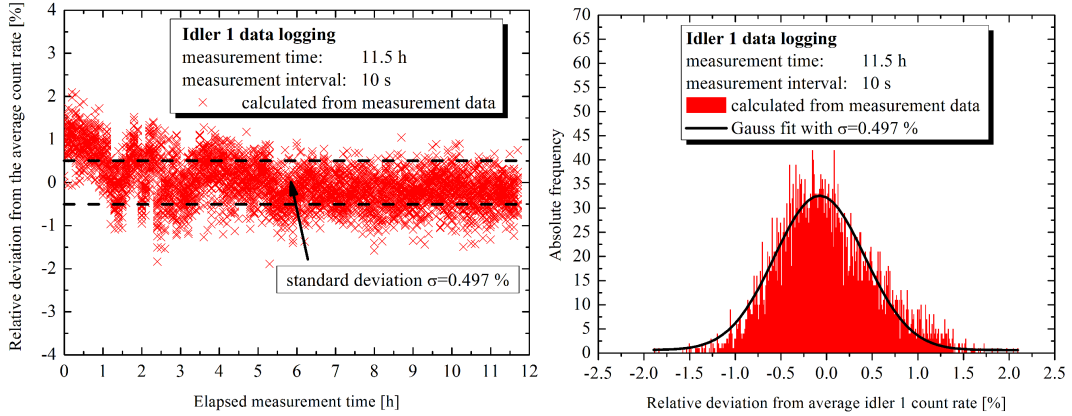 Relative deviation from the average count rate [%]
4
3
2
1
0
-1
-2
-3
-4
Idler 1 data logging
measurement time: 11.5 h
measurement interval: 10 s
calculated from measurement data
standard deviation σ=0.497 %
0 1 2 3 4 5 6 7 8 9 10 11 12
Elapsed measurement time [h]
Absolute frequency
70
65
60
55
50
45
40
35
30
25
20
15
10
5
0
Idler 1 data logging
measurement time: 11.5 h
measurement interval: 10 s
calculated from measurement data
Gauss fit with σ=0.497 %
-2.5 -2.0 -1.5 -1.0 -0.5 0.0 0.5 1.0 1.5 2.0 2.5
Relative deviation from average idler 1 count rate [%]